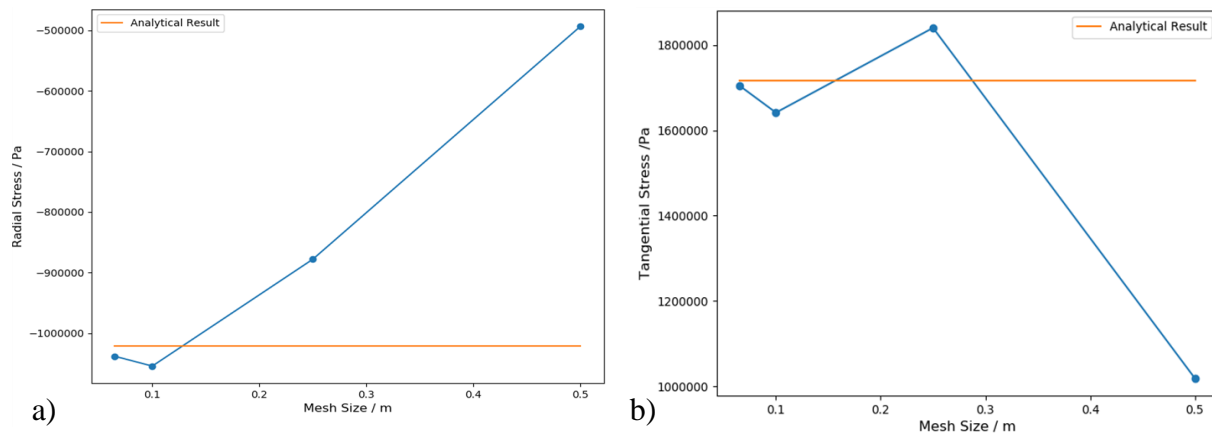 Analytical Result
−500000
−600000
−700000
−800000
−900000
−1000000
Radial Stress / Pa
0.1 0.2 0.3 0.4 0.5
Mesh Size / m
a)
Analytical Result
1800000
1600000
1400000
1200000
1000000
Tangential Stress /Pa
0.1 0.2 0.3 0.4 0.5
Mesh Size / m
b)